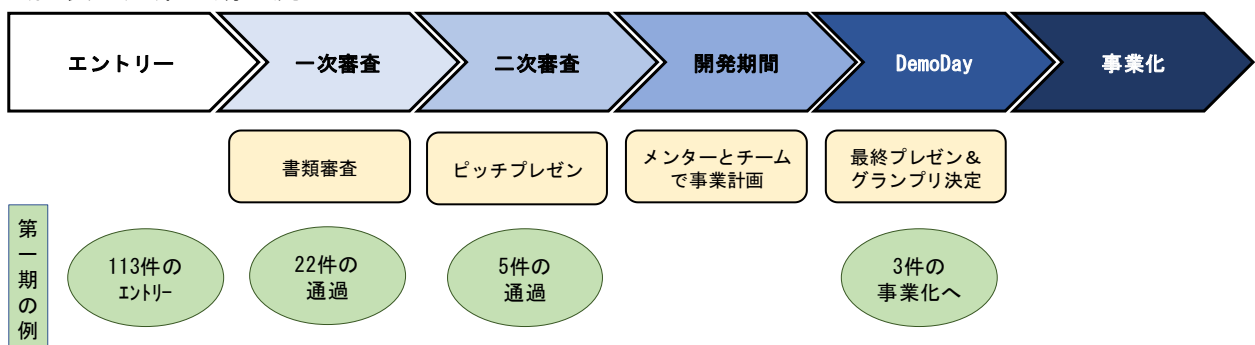 エントリー
一次審査
二次審査
開発期間
DemoDay
事業化
書類審査
ピッチプレゼン
メンターとチーム
で事業計画
最終プレゼン＆
グランプリ決定
第一期の例
113件の
ｴﾝﾄﾘｰ
22件の
通過
5件の
通過
3件の
事業化へ